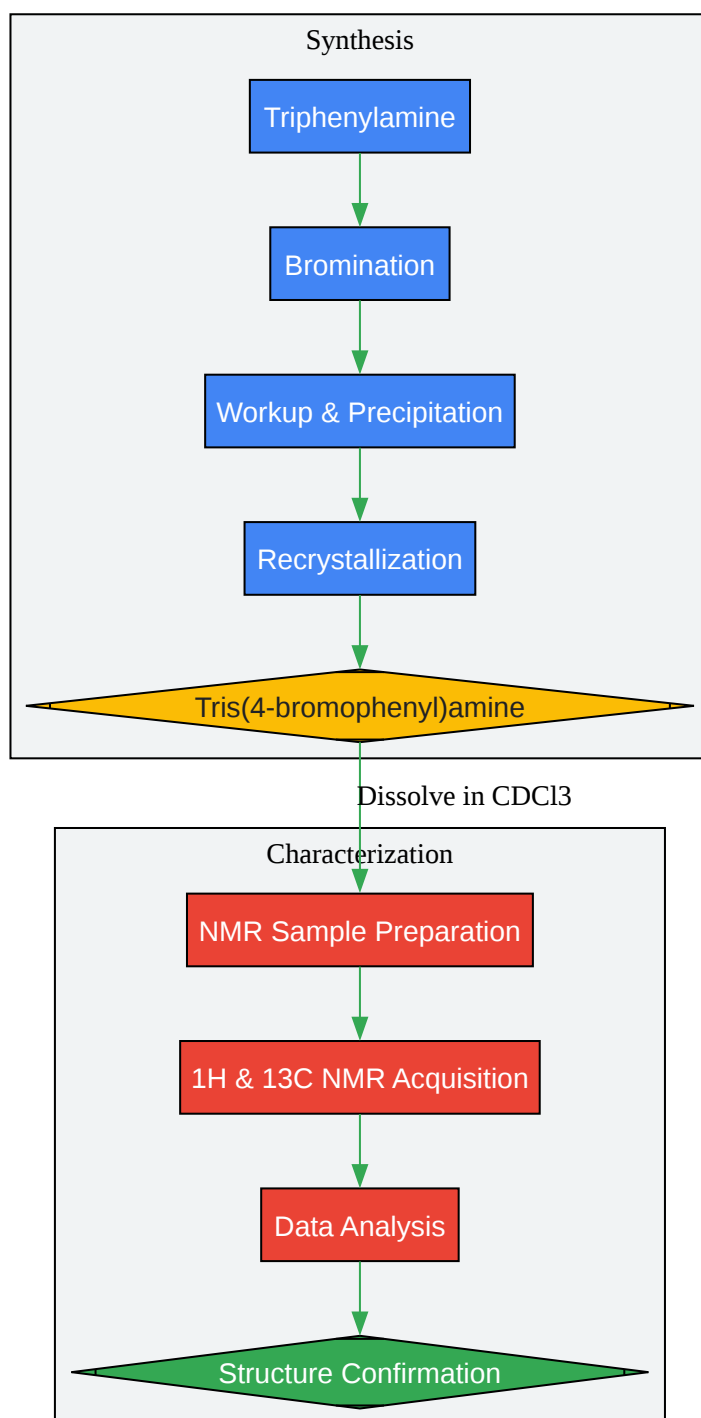 Synthesis
Triphenylamine
Bromination
Workup & Precipitation
Recrystallization
Tris(4-bromophenyl)amine
Dissolve in CDCl3
Characterization
NMR Sample Preparation
1H & 13C NMR Acquisition
Data Analysis
Structure Confirmation